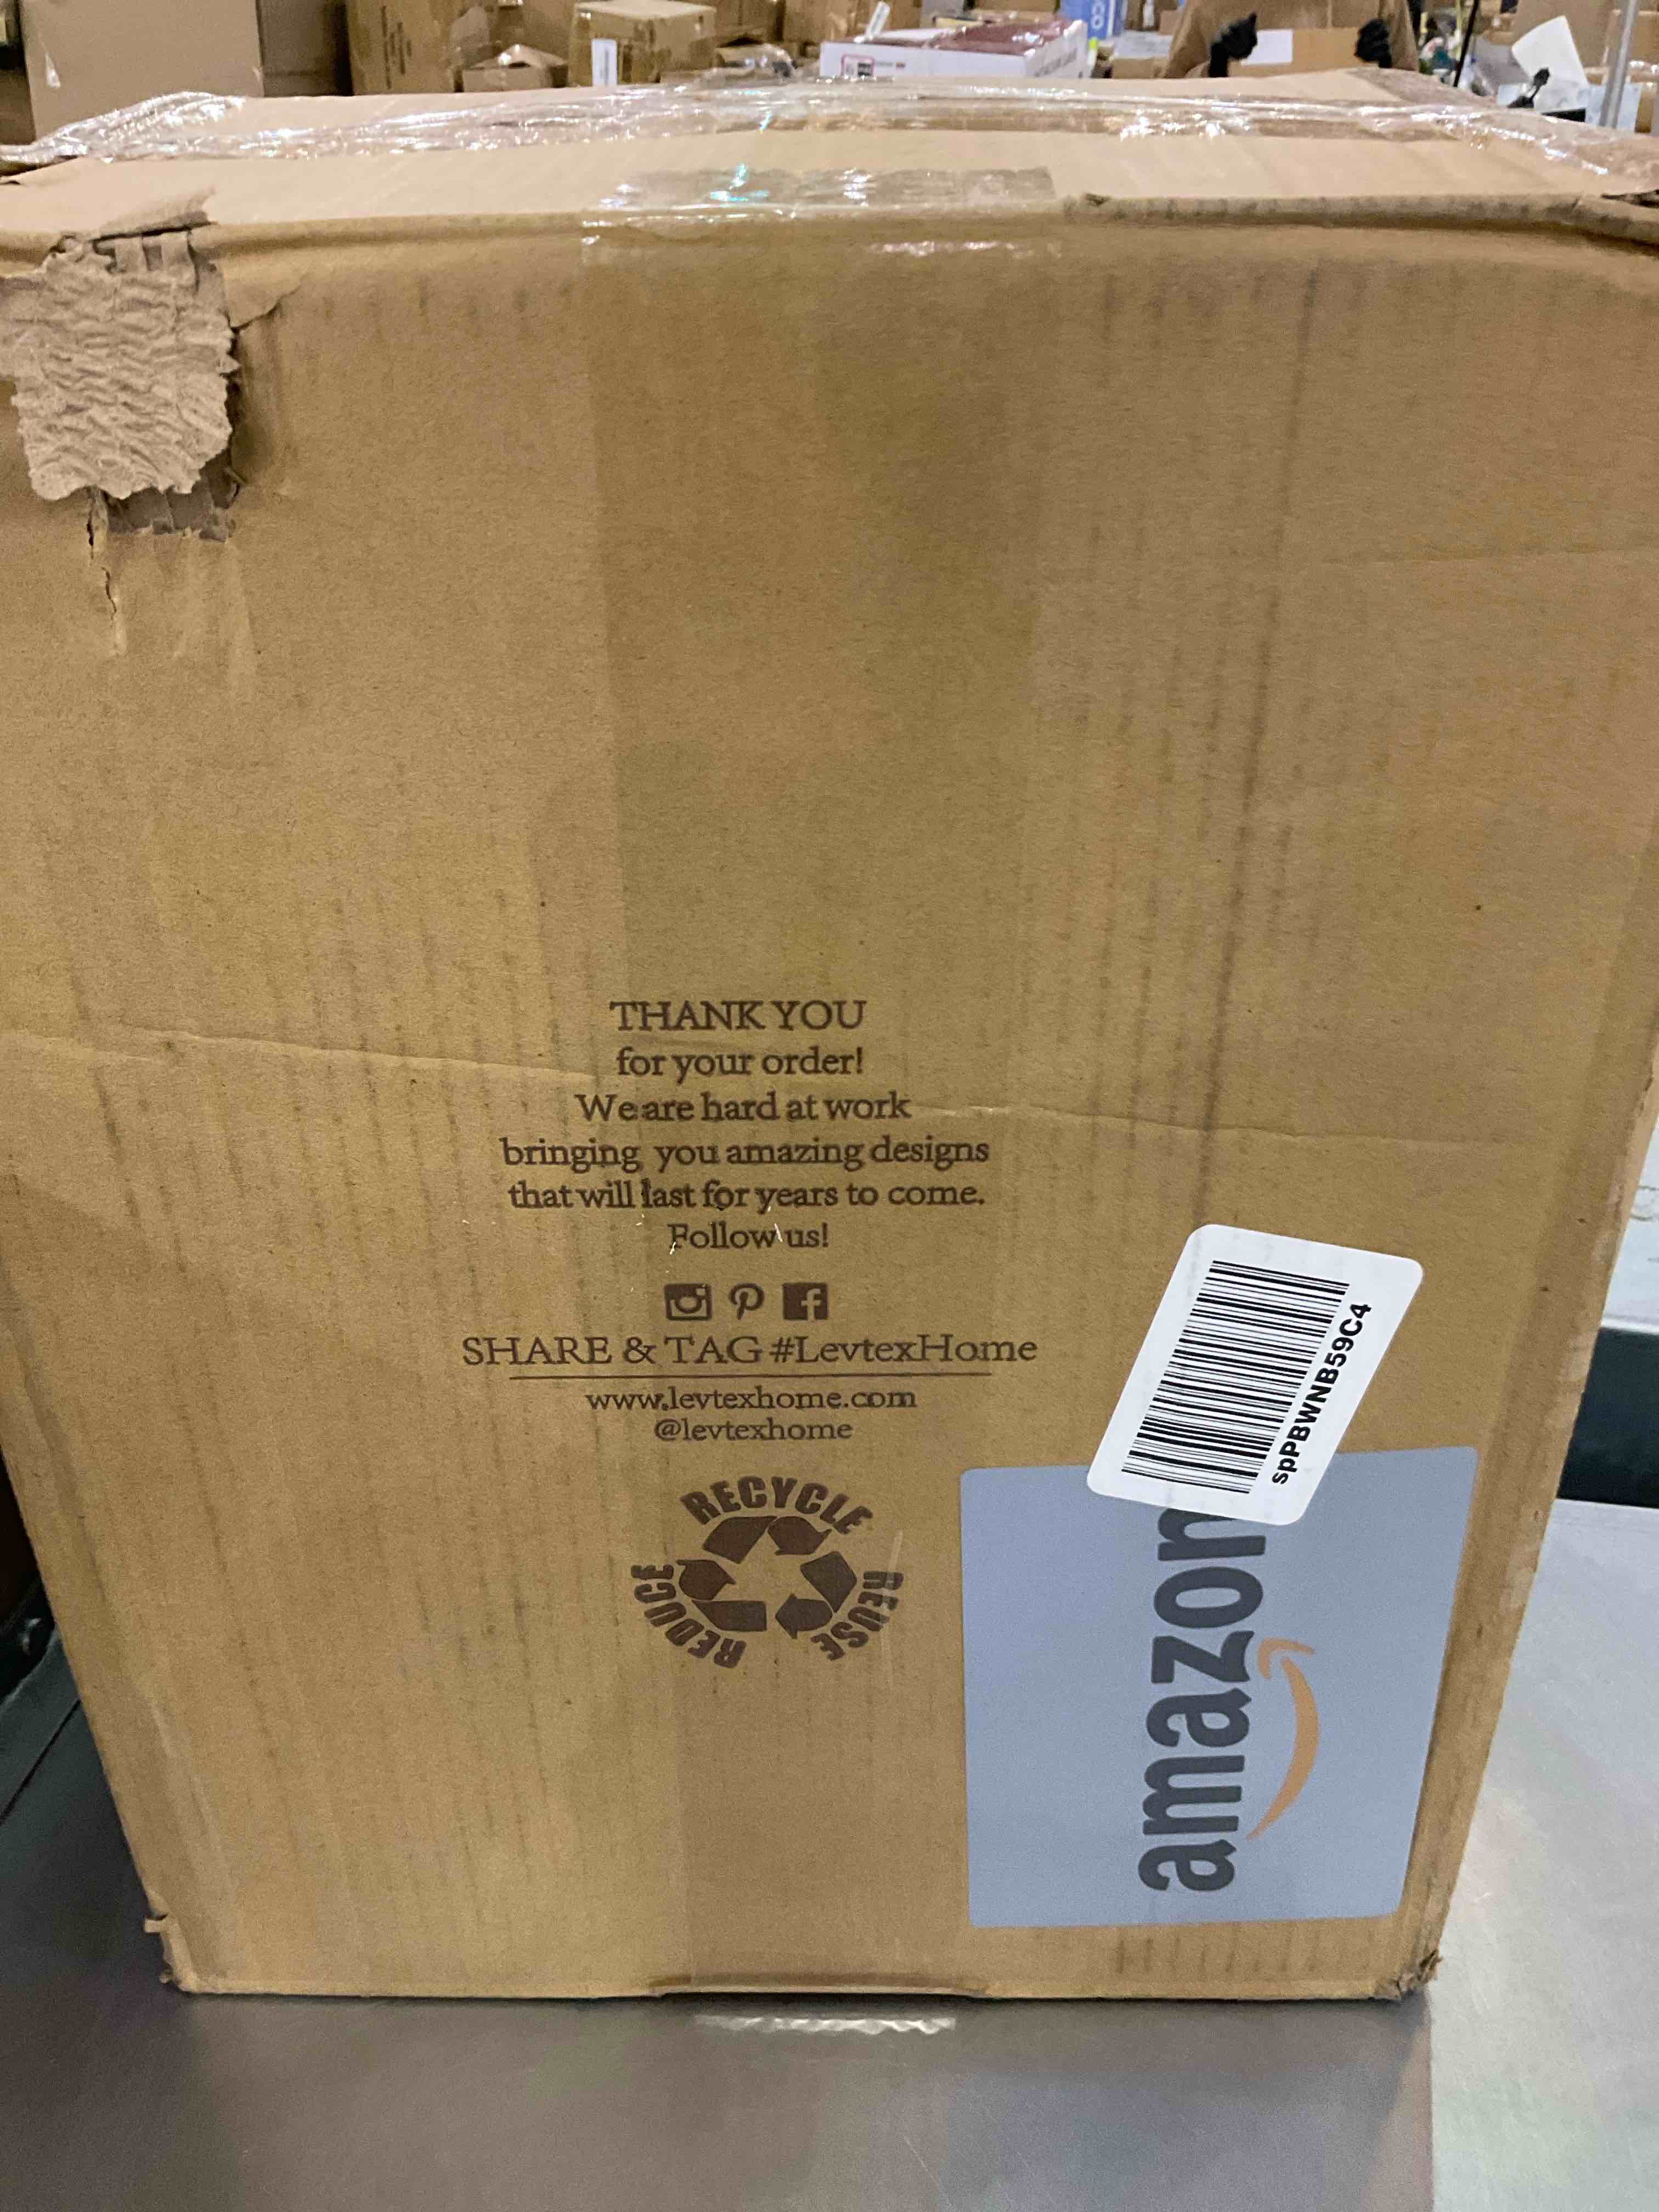 THANK YOU
for your order!
We are hard at work
bringing you amazing designs
that will last for years to come.
Follow us!
SHARE & TAG #LevtexHome
www.levtexhome.com
@levtexhome
RECYCLE
REDUCE
REUSE
spPBWNB59C4
amazon